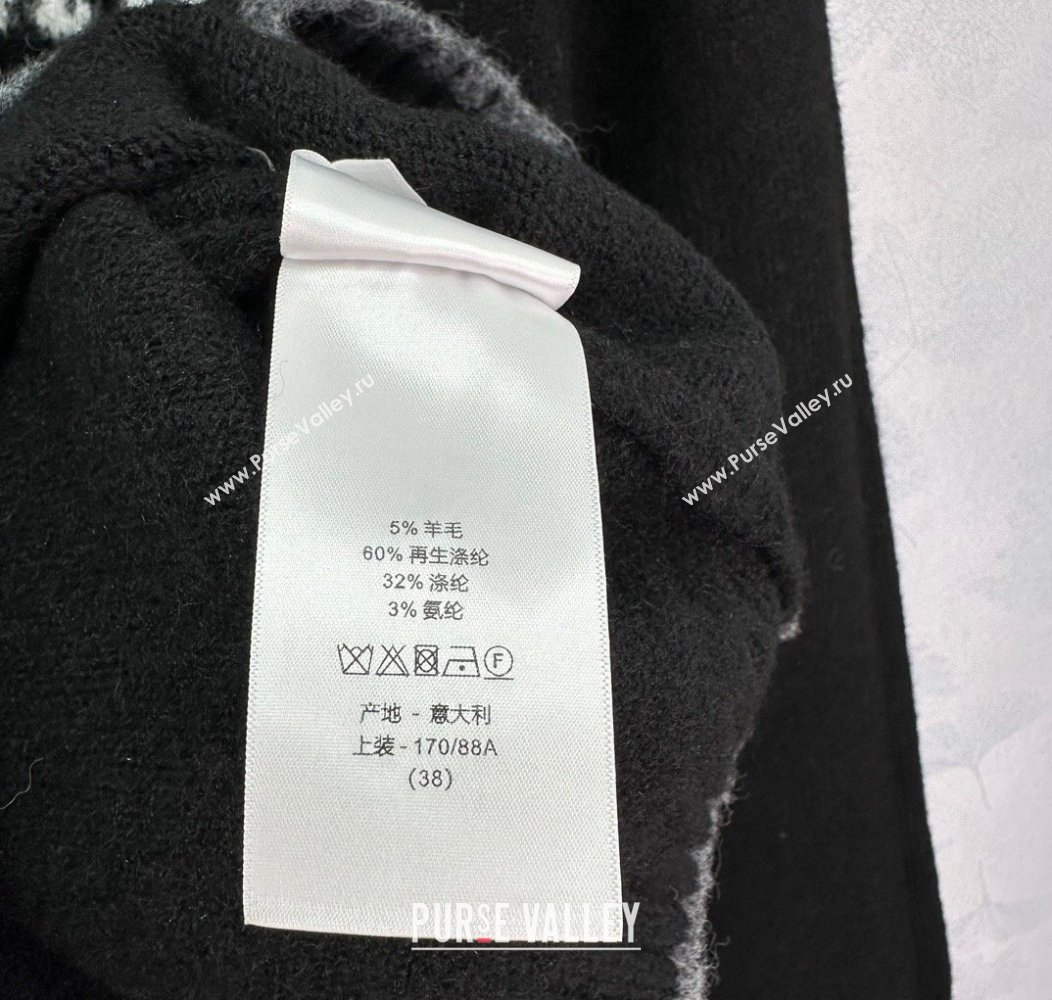 www.PurseValley.ru
www.PurseValley.ru
5% 羊毛
60% 再生涤纶
32% 涤纶
3% 氨纶
F
产地 - 意大利
上装 - 170/88A
(38)
PURSE VALLEY